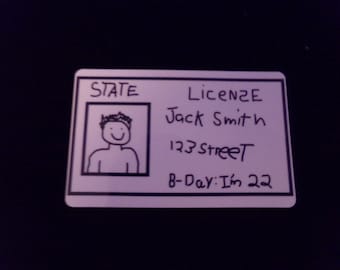 STATE LiCENZE
Jack Smith
123 STREET
B-Day: I'm 22